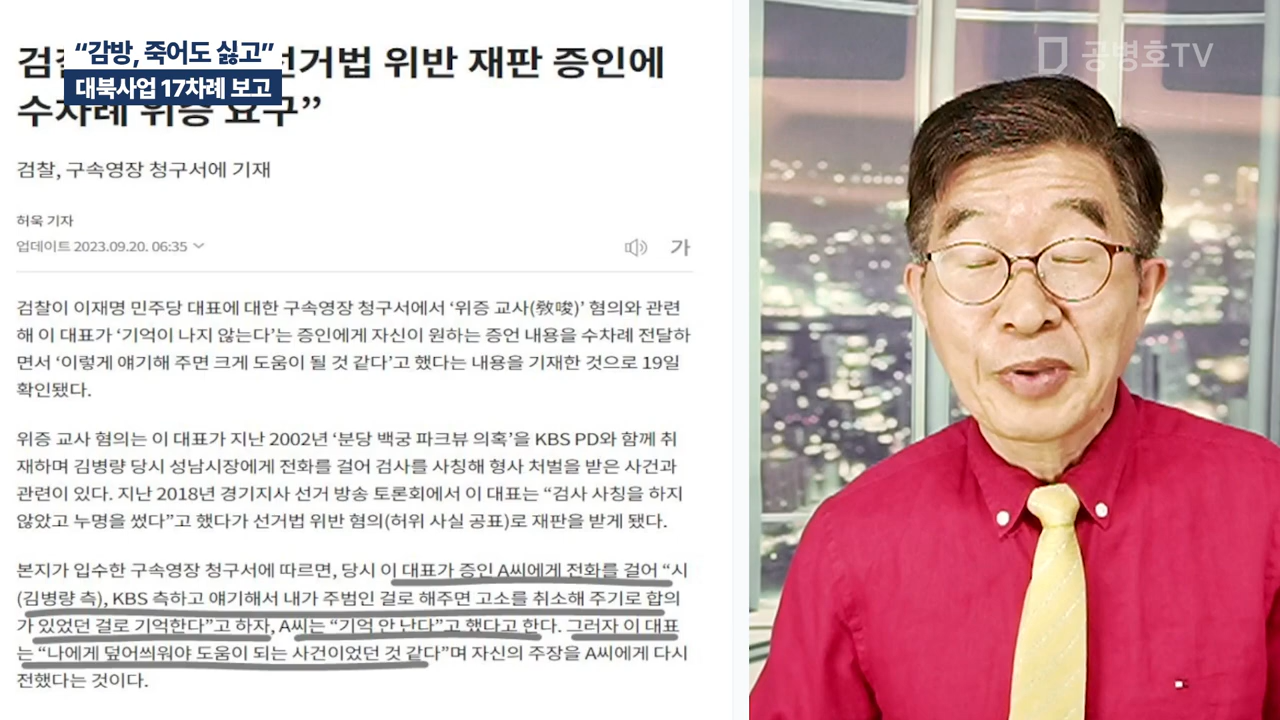 “감방, 죽어도 싫고”
대북사업 17차례 보고
검찰 선거법 위반 재판 증인에
수차례 위증 요구”
검찰, 구속영장 청구서에 기재
허욱 기자
업데이트 2023.09.20. 06:35
가
검찰이 이재명 민주당 대표에 대한 구속영장 청구서에서 ‘위증 교사(敎唆)’ 혐의와 관련
해 이 대표가 ‘기억이 나지 않는다’는 증인에게 자신이 원하는 증언 내용을 수차례 전달하
면서 ‘이렇게 얘기해 주면 크게 도움이 될 것 같다’고 했다는 내용을 기재한 것으로 19일
확인됐다.
위증 교사 혐의는 이 대표가 지난 2002년 ‘분당 백궁 파크뷰 의혹’을 KBS PD와 함께 취
재하며 김병량 당시 성남시장에게 전화를 걸어 검사를 사칭해 형사 처벌을 받은 사건과
관련이 있다. 지난 2018년 경기지사 선거 방송 토론회에서 이 대표는 “검사 사칭을 하지
않았고 누명을 썼다”고 했다가 선거법 위반 혐의(허위 사실 공표)로 재판을 받게 됐다.
본지가 입수한 구속영장 청구서에 따르면, 당시 이 대표가 증인 A씨에게 전화를 걸어 “시
(김병량 측), KBS 측하고 얘기해서 내가 주범인 걸로 해주면 고소를 취소해 주기로 합의
가 있었던 걸로 기억한다”고 하자, A씨는 “기억 안 난다”고 했다고 한다. 그러자 이 대표
는 “나에게 덮어씌워야 도움이 되는 사건이었던 것 같다”며 자신의 주장을 A씨에게 다시
전했다는 것이다.
공병호TV